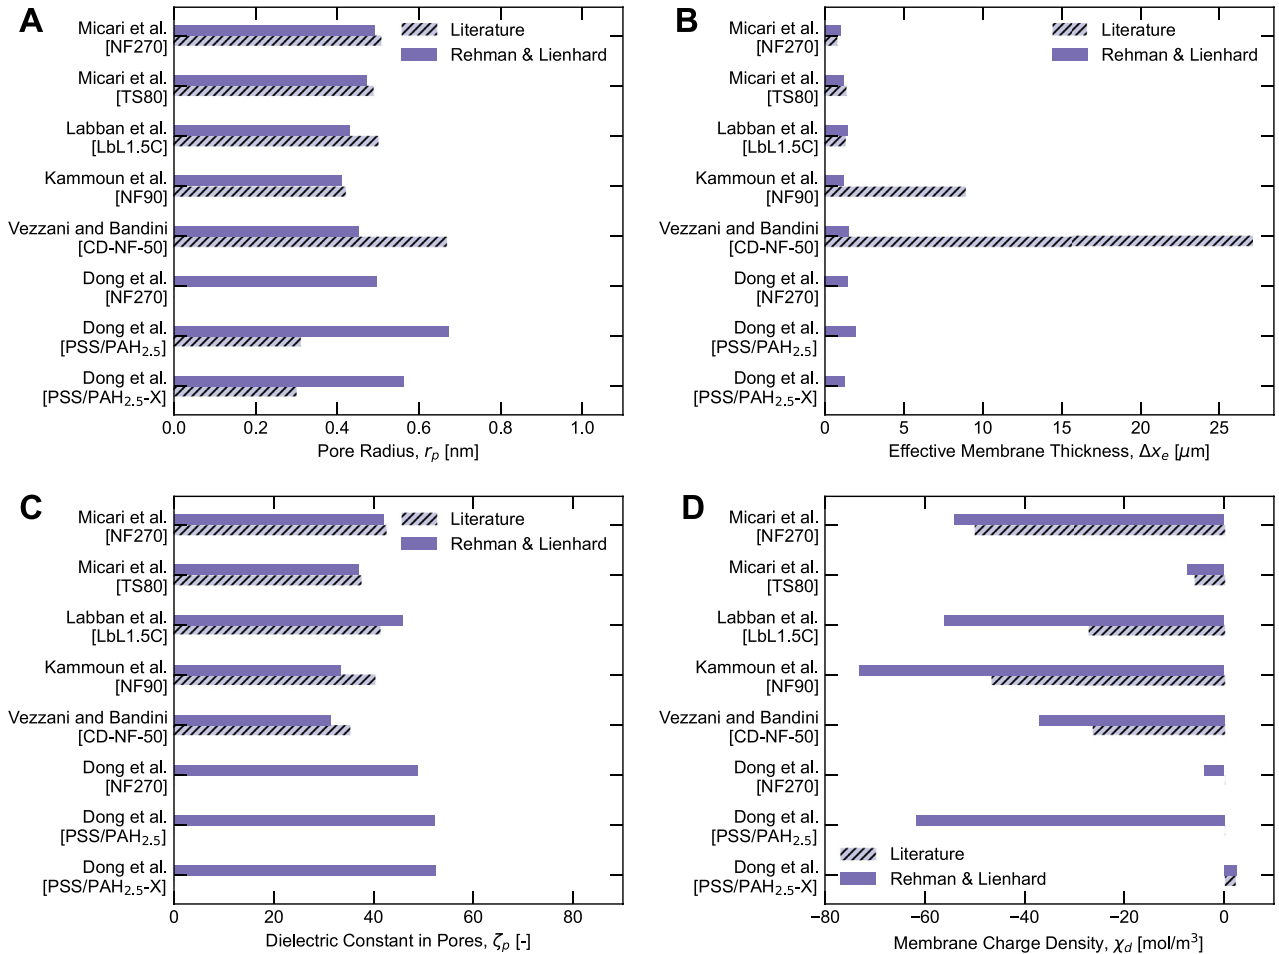 A
Micari et al.
[NF270]
Micari et al.
[TS80]
Labban et al.
[LbL1.5C]
Kammoun et al.
[NF90]
Vezzani and Bandini
[CD-NF-50]
Dong et al.
[NF270]
Dong et al.
[PSS/PAH2.5]
Dong et al.
[PSS/PAH2.5-X]
Literature
Rehman & Lienhard
0.0 0.2 0.4 0.6 0.8 1.0
Pore Radius, rp [nm]
B
Micari et al.
[NF270]
Micari et al.
[TS80]
Labban et al.
[LbL1.5C]
Kammoun et al.
[NF90]
Vezzani and Bandini
[CD-NF-50]
Dong et al.
[NF270]
Dong et al.
[PSS/PAH2.5]
Dong et al.
[PSS/PAH2.5-X]
Literature
Rehman & Lienhard
0 5 10 15 20 25
Effective Membrane Thickness, Δxe [μm]
C
Micari et al.
[NF270]
Micari et al.
[TS80]
Labban et al.
[LbL1.5C]
Kammoun et al.
[NF90]
Vezzani and Bandini
[CD-NF-50]
Dong et al.
[NF270]
Dong et al.
[PSS/PAH2.5]
Dong et al.
[PSS/PAH2.5-X]
Literature
Rehman & Lienhard
0 20 40 60 80
Dielectric Constant in Pores, ζp [-]
D
Micari et al.
[NF270]
Micari et al.
[TS80]
Labban et al.
[LbL1.5C]
Kammoun et al.
[NF90]
Vezzani and Bandini
[CD-NF-50]
Dong et al.
[NF270]
Dong et al.
[PSS/PAH2.5]
Dong et al.
[PSS/PAH2.5-X]
Literature
Rehman & Lienhard
−80 −60 −40 −20 0
Membrane Charge Density, χd [mol/m³]